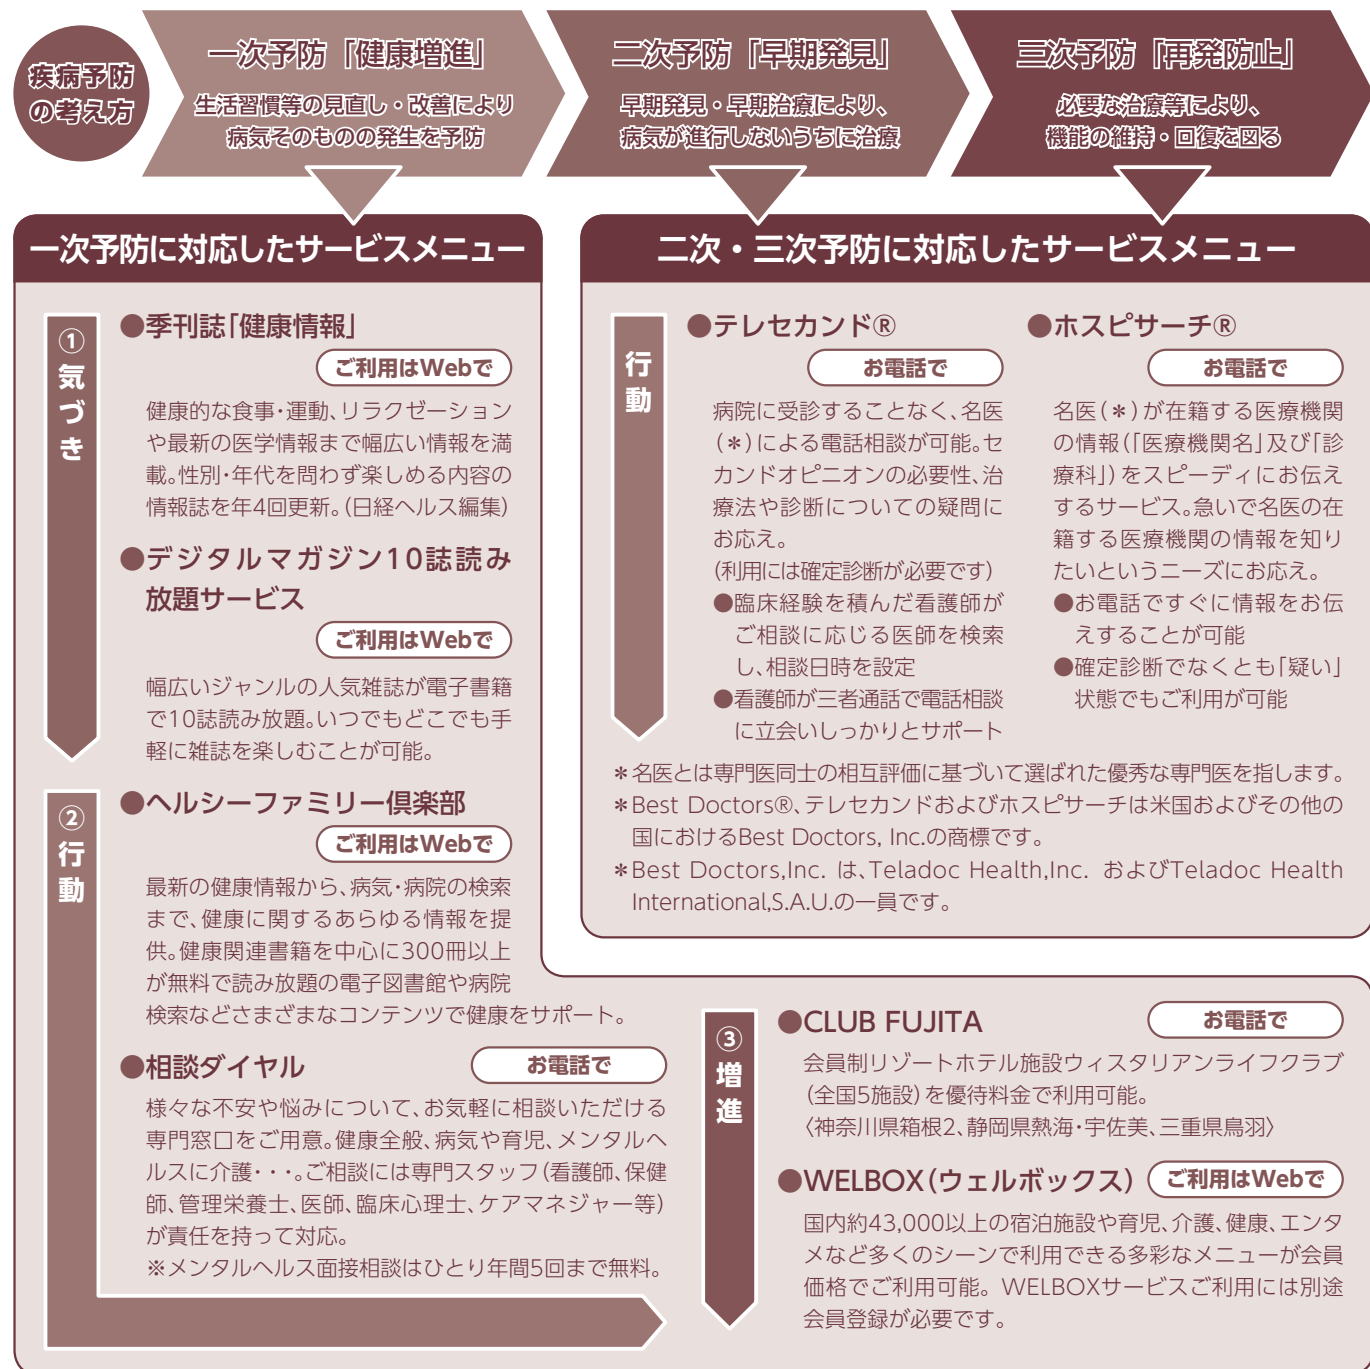 疾病予防
の考え方
一次予防「健康増進」
生活習慣等の見直し・改善により
病気そのものの発生を予防
二次予防「早期発見」
早期発見・早期治療により、
病気が進行しないうちに治療
三次予防「再発防止」
必要な治療等により、
機能の維持・回復を図る
一次予防に対応したサービスメニュー
①気づき
●季刊誌「健康情報」
ご利用はWebで
健康的な食事・運動、リラクゼーション
や最新の医学情報まで幅広い情報を満
載。性別・年代を問わず楽しめる内容の
情報誌を年4回更新。(日経ヘルス編集)
●デジタルマガジン10誌読み
放題サービス
ご利用はWebで
幅広いジャンルの人気雑誌が電子書籍
で10誌読み放題。いつでもどこでも手
軽に雑誌を楽しむことが可能。
②行動
●ヘルシーファミリー倶楽部
ご利用はWebで
最新の健康情報から、病気・病院の検索
まで、健康に関するあらゆる情報を提
供。健康関連書籍を中心に300冊以上
が無料で読み放題の電子図書館や病院
検索などさまざまなコンテンツで健康をサポート。
●相談ダイヤル
お電話で
様々な不安や悩みについて、お気軽に相談いただける
専門窓口をご用意。健康全般、病気や育児、メンタルヘ
ルスに介護・・・。ご相談には専門スタッフ(看護師、保健
師、管理栄養士、医師、臨床心理士、ケアマネジャー等)
が責任を持って対応。
※メンタルヘルス面接相談はひとり年間5回まで無料。
③増進
●CLUB FUJITA
お電話で
会員制リゾートホテル施設ウィスタリアンライフクラブ
(全国5施設)を優待料金で利用可能。
〈神奈川県箱根2、静岡県熱海・宇佐美、三重県鳥羽〉
●WELBOX(ウェルボックス)
ご利用はWebで
国内約43,000以上の宿泊施設や育児、介護、健康、エンタ
メなど多くのシーンで利用できる多彩なメニューが会員
価格でご利用可能。WELBOXサービスご利用には別途
会員登録が必要です。
二次・三次予防に対応したサービスメニュー
行動
●テレセカンド®
お電話で
病院に受診することなく、名医
(＊)による電話相談が可能。セ
カンドオピニオンの必要性、治
療法や診断についての疑問に
お応え。
(利用には確定診断が必要です)
●臨床経験を積んだ看護師が
ご相談に応じる医師を検索
し、相談日時を設定
●看護師が三者通話で電話相談
に立会いしっかりとサポート
●ホスピサーチ®
お電話で
名医(＊)が在籍する医療機関
の情報(「医療機関名」及び「診
療科」)をスピーディにお伝え
するサービス。急いで名医の在
籍する医療機関の情報を知り
たいというニーズにお応え。
●お電話ですぐに情報をお伝
えすることが可能
●確定診断でなくとも「疑い」
状態でもご利用が可能
＊名医とは専門医同士の相互評価に基づいて選ばれた優秀な専門医を指します。
＊Best Doctors®、テレセカンドおよびホスピサーチは米国およびその他の
国におけるBest Doctors, Inc.の商標です。
＊Best Doctors,Inc. は、Teladoc Health,Inc. およびTeladoc Health
International,S.A.U.の一員です。